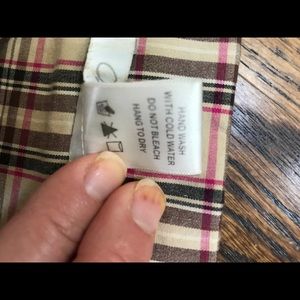 HAND WASH
WITH COLD WATER
DO NOT BLEACH
HANG TO DRY